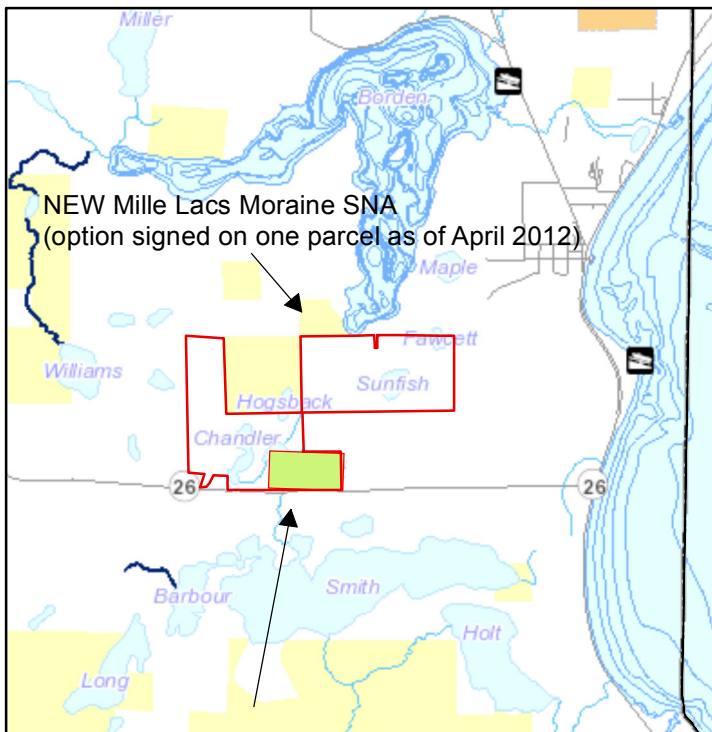 Miller
Borden
NEW Mille Lacs Moraine SNA
(option signed on one parcel as of April 2012)
Maple
Fawcett
Williams
Sunfish
Hogsback
Chandler
26
26
Barbour
Smith
Holt
Long